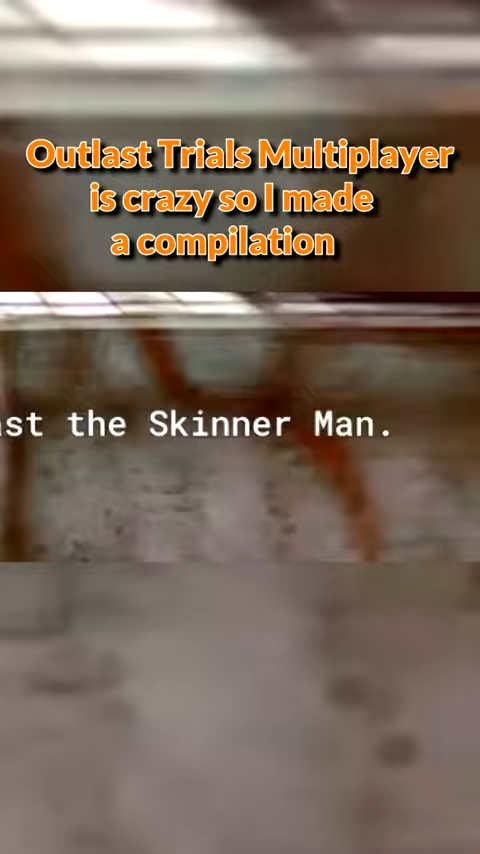 Outlast Trials Multiplayer
is crazy so I made
a compilation
the Skinner Man.